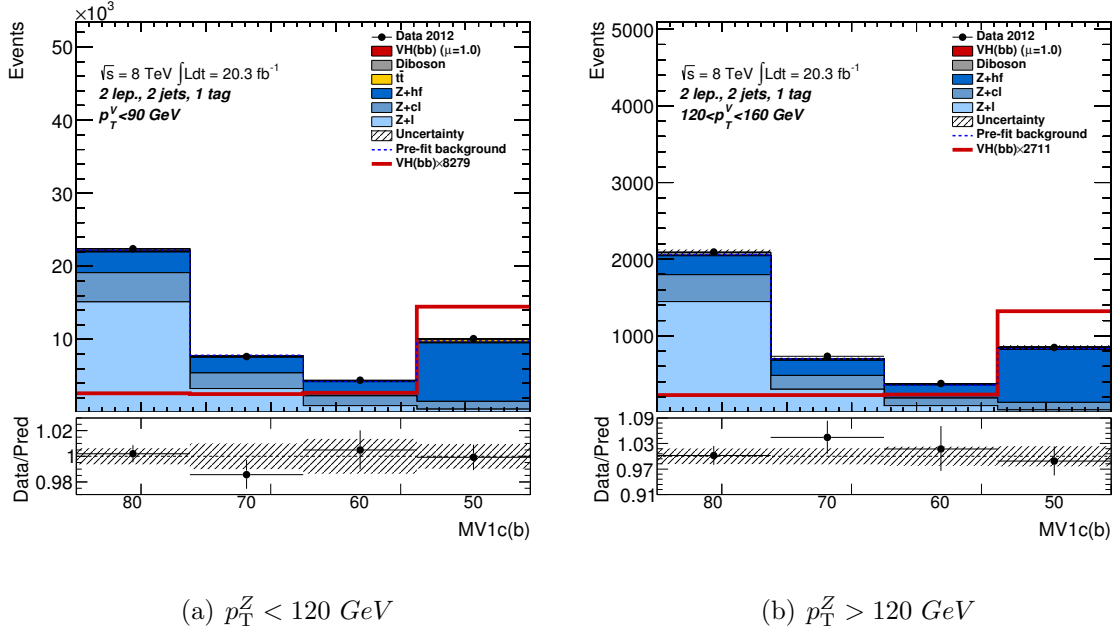 Events
×10³
50
40
30
20
10
√s = 8 TeV ∫Ldt = 20.3 fb⁻¹
2 lep., 2 jets, 1 tag
p_T^V<90 GeV
Data 2012
VH(bb) (μ=1.0)
Diboson
tt̄
Z+hf
Z+cl
Z+l
Uncertainty
Pre-fit background
VH(bb)×8279
Data/Pred
1.02
1
0.98
80 70 60 50
MV1c(b)
Events
5000
4000
3000
2000
1000
√s = 8 TeV ∫Ldt = 20.3 fb⁻¹
2 lep., 2 jets, 1 tag
120<p_T^V<160 GeV
Data 2012
VH(bb) (μ=1.0)
Diboson
tt̄
Z+hf
Z+cl
Z+l
Uncertainty
Pre-fit background
VH(bb)×2711
Data/Pred
1.09
1.03
0.97
0.91
80 70 60 50
MV1c(b)
(a) p_T^Z < 120 GeV
(b) p_T^Z > 120 GeV